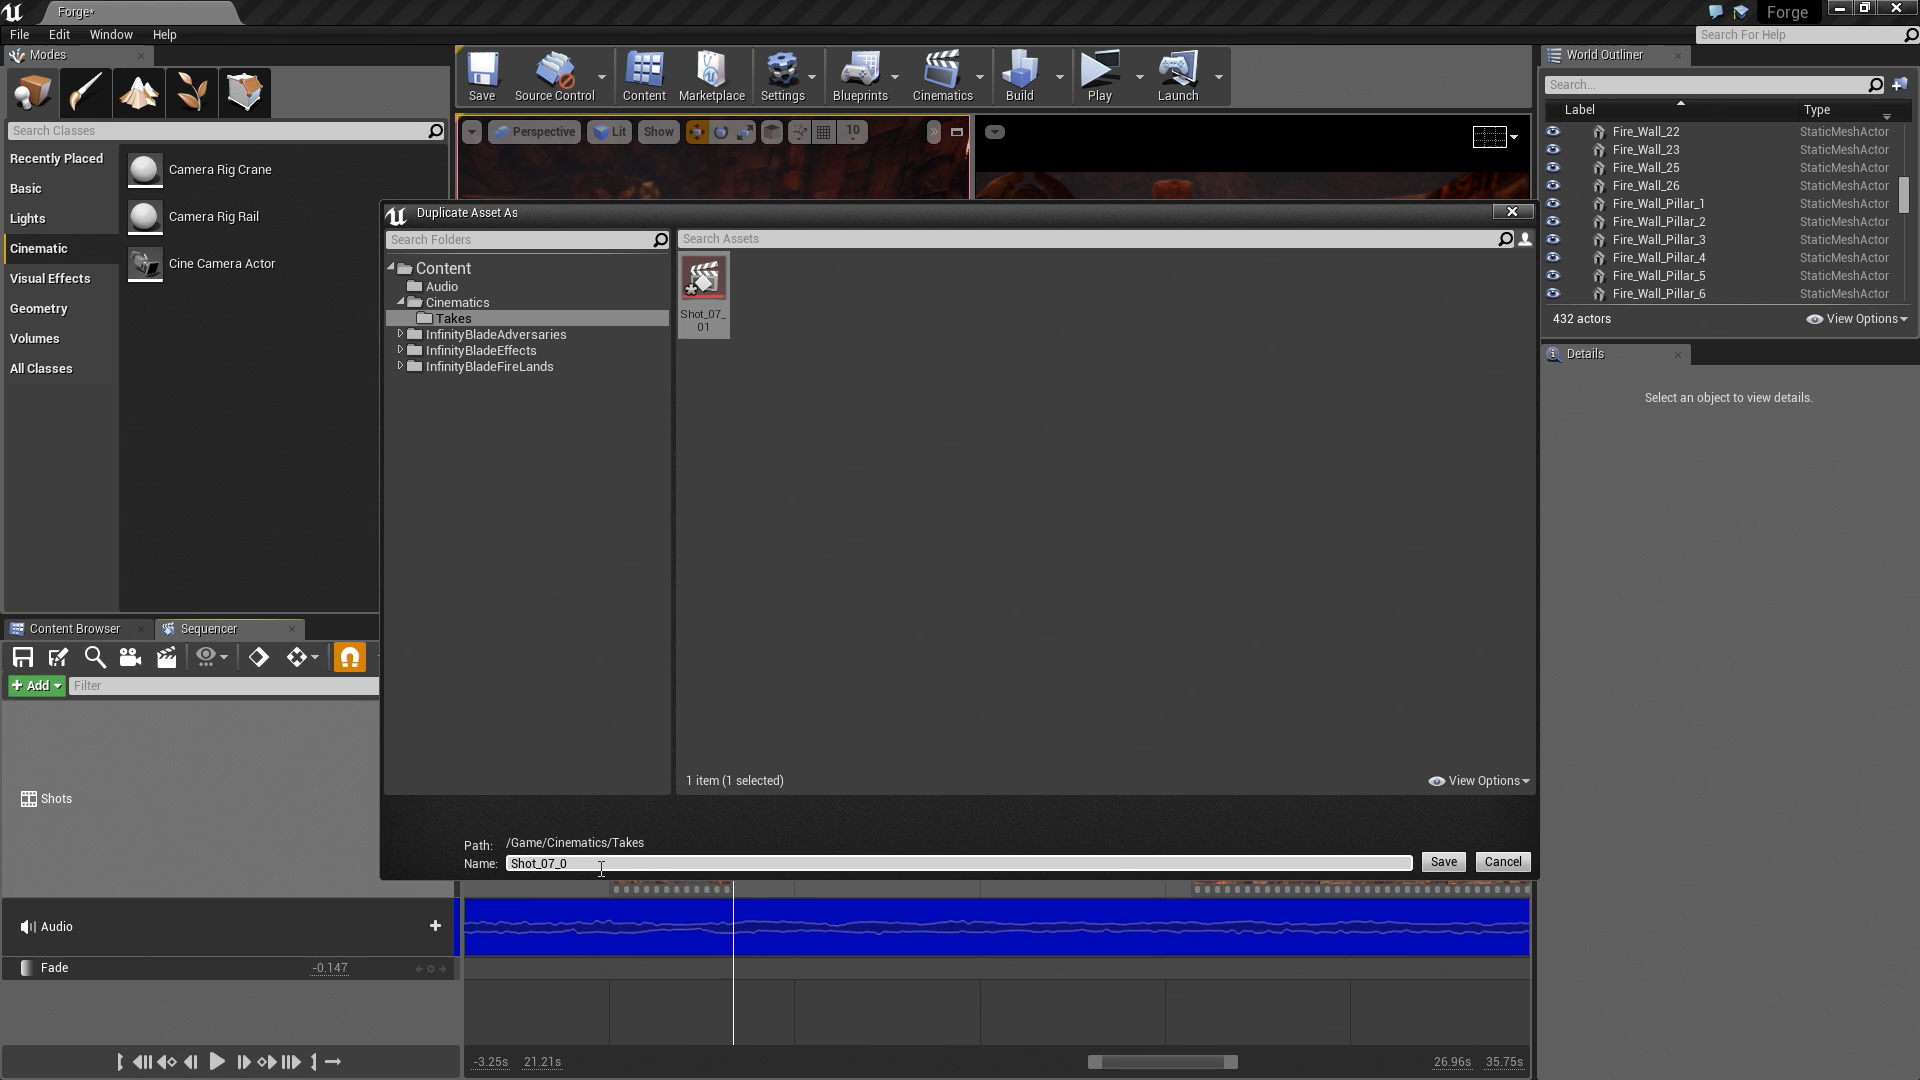 Forge*
Forge
File Edit Window Help
Search For Help
Modes
Save Source Control Content Marketplace Settings Blueprints Cinematics Build Play Launch
World Outliner
Search...
Label Type
Search Classes
Perspective Lit Show 10
Recently Placed
Basic
Lights
Cinematic
Visual Effects
Geometry
Volumes
All Classes
Camera Rig Crane
Camera Rig Rail
Cine Camera Actor
Fire_Wall_22 StaticMeshActor
Fire_Wall_23 StaticMeshActor
Fire_Wall_25 StaticMeshActor
Fire_Wall_26 StaticMeshActor
Fire_Wall_Pillar_1 StaticMeshActor
Fire_Wall_Pillar_2 StaticMeshActor
Fire_Wall_Pillar_3 StaticMeshActor
Fire_Wall_Pillar_4 StaticMeshActor
Fire_Wall_Pillar_5 StaticMeshActor
Fire_Wall_Pillar_6 StaticMeshActor
432 actors View Options
Details
Select an object to view details.
Duplicate Asset As
Search Folders
Search Assets
Content
Audio
Cinematics
Takes
InfinityBladeAdversaries
InfinityBladeEffects
InfinityBladeFireLands
Shot_07_
01
1 item (1 selected) View Options
Path: /Game/Cinematics/Takes
Name: Shot_07_0
Save Cancel
Content Browser Sequencer
Add Filter
Shots
Audio
Fade -0.147
-3.25s 21.21s 26.96s 35.75s